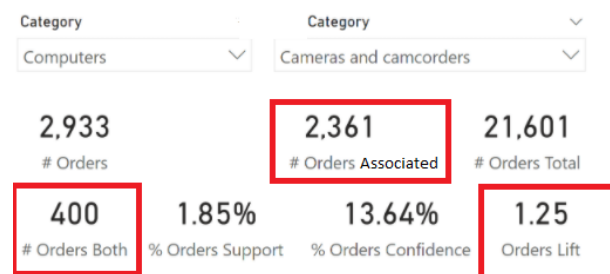 Category Category
Computers Cameras and camcorders
2,933 2,361 21,601
# Orders # Orders Associated # Orders Total
400 1.85% 13.64% 1.25
# Orders Both % Orders Support % Orders Confidence Orders Lift